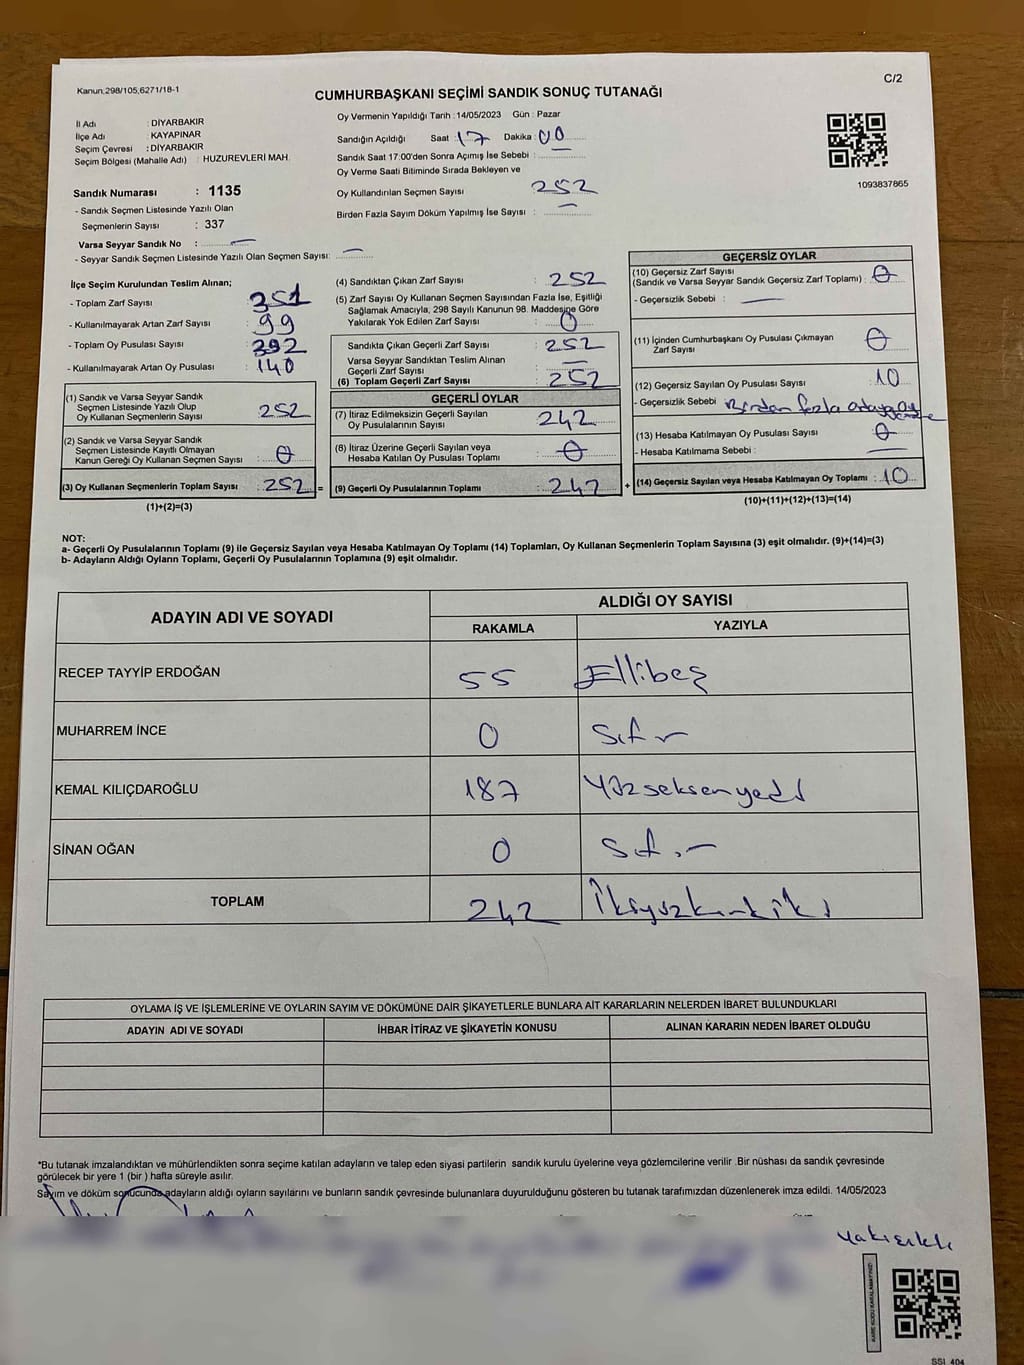 Kanun.298/105,6271/18-1
C/2
CUMHURBAŞKANI SEÇİMİ SANDIK SONUÇ TUTANAĞI
İl Adı : DİYARBAKIR
İlçe Adı : KAYAPINAR
Seçim Çevresi : DİYARBAKIR
Seçim Bölgesi (Mahalle Adı) : HUZUREVLERİ MAH.
Sandık Numarası : 1135
- Sandık Seçmen Listesinde Yazılı Olan
Seçmenlerin Sayısı : 337
Varsa Seyyar Sandık No : —
- Seyyar Sandık Seçmen Listesinde Yazılı Olan Seçmen Sayısı: —
Oy Vermenin Yapıldığı Tarih : 14/05/2023 Gün : Pazar
Sandığın Açıldığı Saat 17 Dakika : 00
Sandık Saat 17:00'den Sonra Açımış İse Sebebi : —
Oy Verme Saati Bitiminde Sırada Bekleyen ve
Oy Kullandırılan Seçmen Sayısı 252
Birden Fazla Sayım Döküm Yapılmış İse Sayısı : —
1093837865
İlçe Seçim Kurulundan Teslim Alınan;
- Toplam Zarf Sayısı : 351
- Kullanılmayarak Artan Zarf Sayısı : 99
- Toplam Oy Pusulası Sayısı : 392
- Kullanılmayarak Artan Oy Pusulası : 140
(1) Sandık ve Varsa Seyyar Sandık
Seçmen Listesinde Yazılı Olup
Oy Kullanan Seçmenlerin Sayısı : 252
(2) Sandık ve Varsa Seyyar Sandık
Seçmen Listesinde Kayıtlı Olmayan
Kanun Gereği Oy Kullanan Seçmen Sayısı : 0
(3) Oy Kullanan Seçmenlerin Toplam Sayısı : 252 =
(1)+(2)=(3)
(4) Sandıktan Çıkan Zarf Sayısı : 252
(5) Zarf Sayısı Oy Kullanan Seçmen Sayısından Fazla İse, Eşitliği
Sağlamak Amacıyla, 298 Sayılı Kanunun 98. Maddesine Göre
Yakılarak Yok Edilen Zarf Sayısı : 0
Sandıkta Çıkan Geçerli Zarf Sayısı : 252
Varsa Seyyar Sandıktan Teslim Alınan
Geçerli Zarf Sayısı : —
(6) Toplam Geçerli Zarf Sayısı : 252
GEÇERLİ OYLAR
(7) İtiraz Edilmeksizin Geçerli Sayılan
Oy Pusulalarının Sayısı : 242
(8) İtiraz Üzerine Geçerli Sayılan veya
Hesaba Katılan Oy Pusulası Toplamı : 0
(9) Geçerli Oy Pusulalarının Toplamı : 242 +
GEÇERSİZ OYLAR
(10) Geçersiz Zarf Sayısı
(Sandık ve Varsa Seyyar Sandık Geçersiz Zarf Toplamı) : 0
- Geçersizlik Sebebi : —
(11) İçinden Cumhurbaşkanı Oy Pusulası Çıkmayan
Zarf Sayısı : 0
(12) Geçersiz Sayılan Oy Pusulası Sayısı : 10
- Geçersizlik Sebebi Birden fazla adaya oy
(13) Hesaba Katılmayan Oy Pusulası Sayısı : 0
- Hesaba Katılmama Sebebi : —
(14) Geçersiz Sayılan veya Hesaba Katılmayan Oy Toplamı : 10
(10)+(11)+(12)+(13)=(14)
NOT:
a- Geçerli Oy Pusulalarının Toplamı (9) ile Geçersiz Sayılan veya Hesaba Katılmayan Oy Toplamı (14) Toplamları, Oy Kullanan Seçmenlerin Toplam Sayısına (3) eşit olmalıdır. (9)+(14)=(3)
b- Adayların Aldığı Oyların Toplamı, Geçerli Oy Pusulalarının Toplamına (9) eşit olmalıdır.
ADAYIN ADI VE SOYADI
ALDIĞI OY SAYISI
RAKAMLA YAZIYLA
RECEP TAYYİP ERDOĞAN 55 Ellibeş
MUHARREM İNCE 0 Sıfır
KEMAL KILIÇDAROĞLU 187 Yüzseksenyedi
SİNAN OĞAN 0 Sıfır
TOPLAM 242 İkiyüzkırkiki
OYLAMA İŞ VE İŞLEMLERİNE VE OYLARIN SAYIM VE DÖKÜMÜNE DAİR ŞİKAYETLERLE BUNLARA AİT KARARLARIN NELERDEN İBARET BULUNDUKLARI
ADAYIN ADI VE SOYADI İHBAR İTİRAZ VE ŞİKAYETİN KONUSU ALINAN KARARIN NEDEN İBARET OLDUĞU
*Bu tutanak imzalandıktan ve mühürlendikten sonra seçime katılan adayların ve talep eden siyasi partilerin sandık kurulu üyelerine veya gözlemcilerine verilir .Bir nüshası da sandık çevresinde
görülecek bir yere 1 (bir ) hafta süreyle asılır.
Sayım ve döküm sonucunda adayların aldığı oyların sayılarını ve bunların sandık çevresinde bulunanlara duyurulduğunu gösteren bu tutanak tarafımızdan düzenlenerek imza edildi. 14/05/2023
KARE KODU KARALAMAYINIZ!
SSI 404